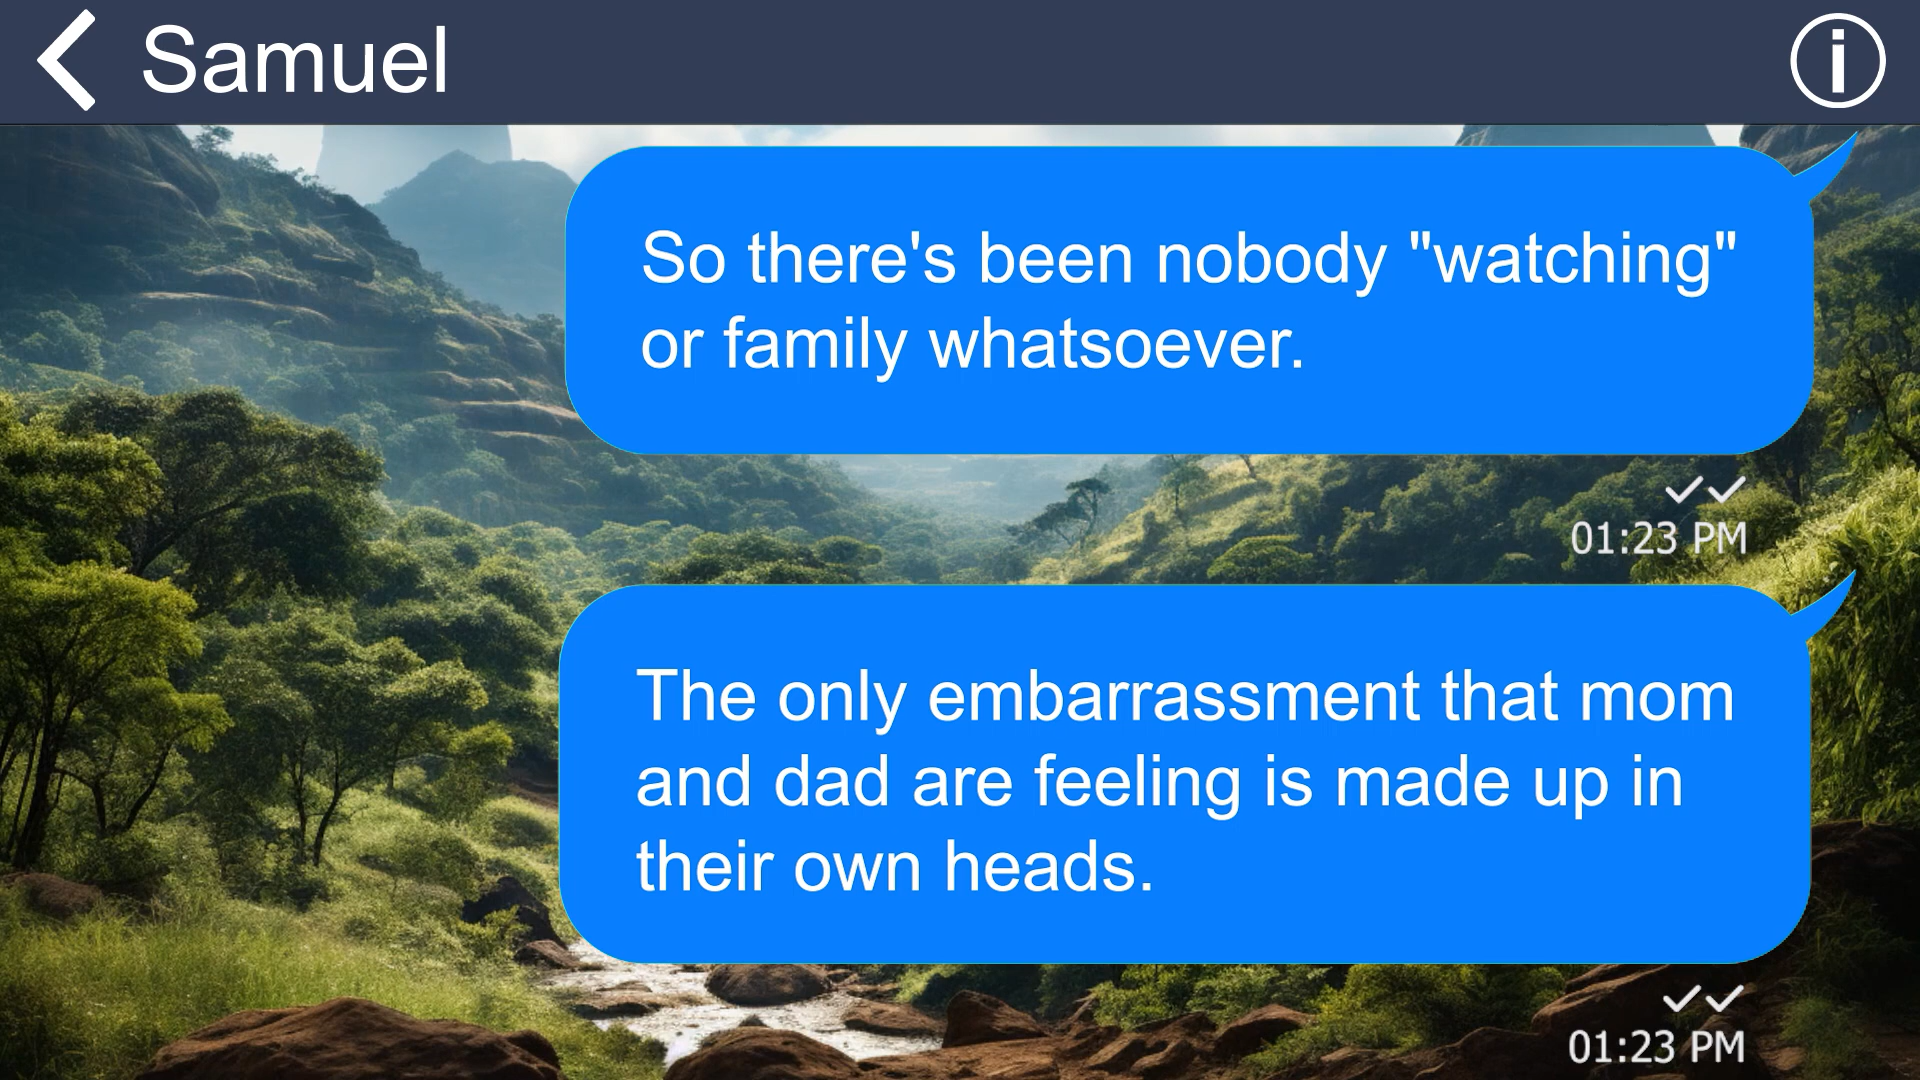 Samuel
So there's been nobody "watching"
or family whatsoever.
01:23 PM
The only embarrassment that mom
and dad are feeling is made up in
their own heads.
01:23 PM